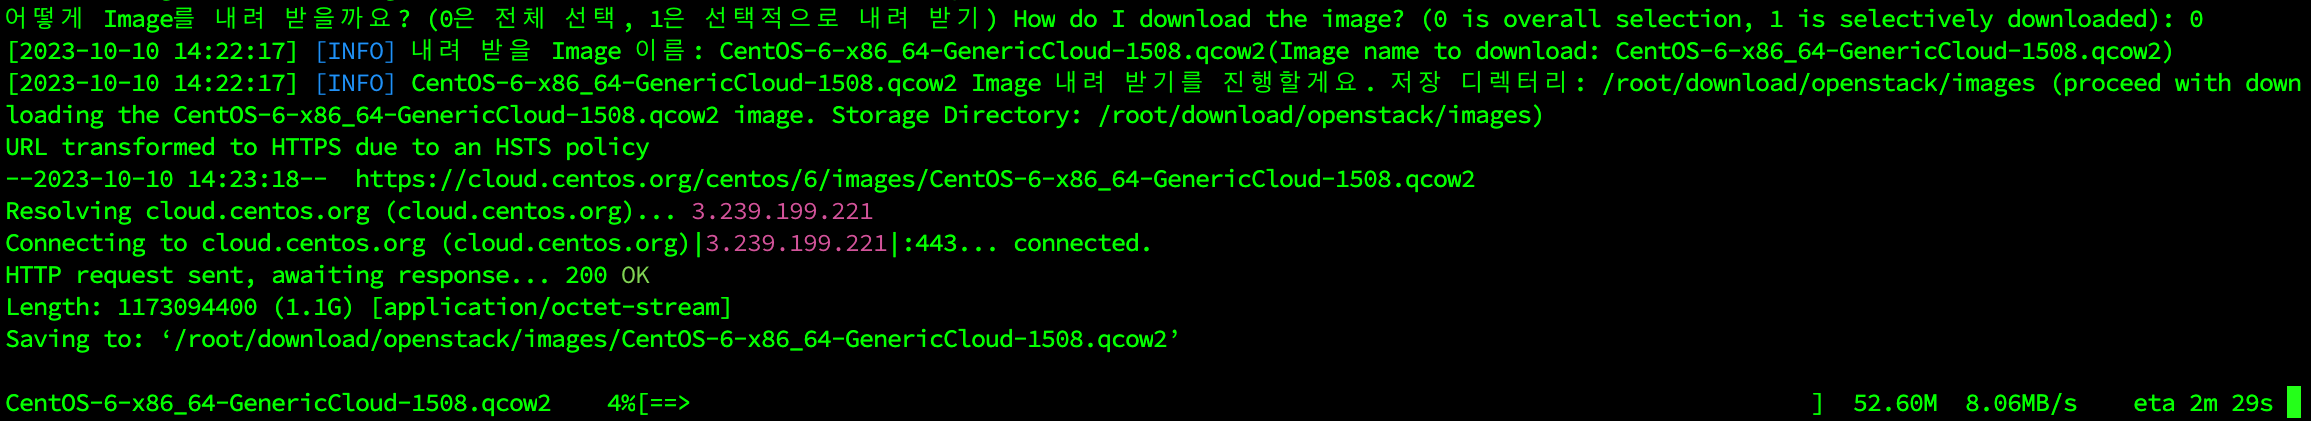 어떻게 Image를 내려 받을까요? (0은 전체 선택, 1은 선택적으로 내려 받기) How do I download the image? (0 is overall selection, 1 is selectively downloaded): 0
[2023-10-10 14:22:17] [INFO] 내려 받을 Image 이름: CentOS-6-x86_64-GenericCloud-1508.qcow2(Image name to download: CentOS-6-x86_64-GenericCloud-1508.qcow2)
[2023-10-10 14:22:17] [INFO] CentOS-6-x86_64-GenericCloud-1508.qcow2 Image 내려 받기를 진행할게요. 저장 디렉터리: /root/download/openstack/images (proceed with down
loading the CentOS-6-x86_64-GenericCloud-1508.qcow2 image. Storage Directory: /root/download/openstack/images)
URL transformed to HTTPS due to an HSTS policy
--2023-10-10 14:23:18--  https://cloud.centos.org/centos/6/images/CentOS-6-x86_64-GenericCloud-1508.qcow2
Resolving cloud.centos.org (cloud.centos.org)... 3.239.199.221
Connecting to cloud.centos.org (cloud.centos.org)|3.239.199.221|:443... connected.
HTTP request sent, awaiting response... 200 OK
Length: 1173094400 (1.1G) [application/octet-stream]
Saving to: ‘/root/download/openstack/images/CentOS-6-x86_64-GenericCloud-1508.qcow2’
CentOS-6-x86_64-GenericCloud-1508.qcow2    4%[==>                    ]  52.60M  8.06MB/s    eta 2m 29s